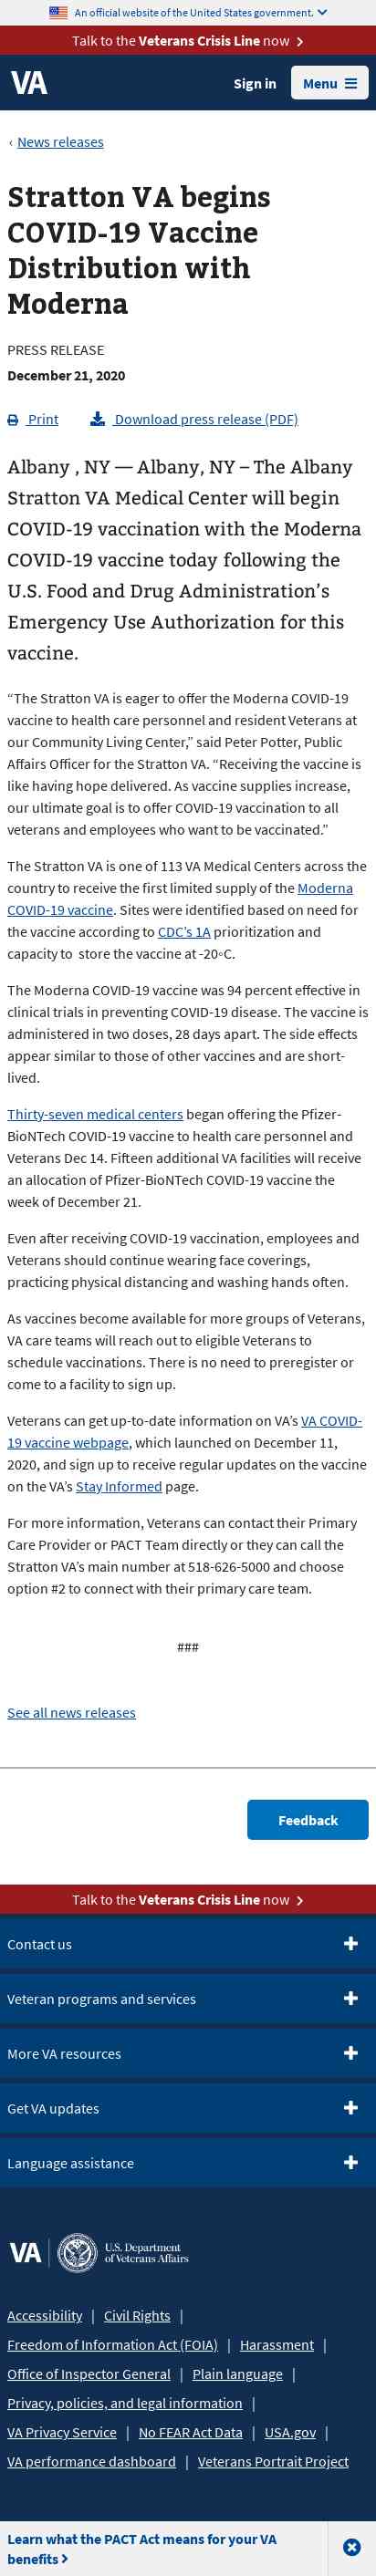 An official website of the United States government.
Talk to the Veterans Crisis Line now
VA
Sign in
Menu
‹ News releases
Stratton VA begins
COVID-19 Vaccine
Distribution with
Moderna
PRESS RELEASE
December 21, 2020
Print
Download press release (PDF)
Albany , NY — Albany, NY – The Albany
Stratton VA Medical Center will begin
COVID-19 vaccination with the Moderna
COVID-19 vaccine today following the
U.S. Food and Drug Administration’s
Emergency Use Authorization for this
vaccine.
“The Stratton VA is eager to offer the Moderna COVID-19
vaccine to health care personnel and resident Veterans at
our Community Living Center,” said Peter Potter, Public
Affairs Officer for the Stratton VA. “Receiving the vaccine is
like having hope delivered. As vaccine supplies increase,
our ultimate goal is to offer COVID-19 vaccination to all
veterans and employees who want to be vaccinated.”
The Stratton VA is one of 113 VA Medical Centers across the
country to receive the first limited supply of the Moderna
COVID-19 vaccine. Sites were identified based on need for
the vaccine according to CDC’s 1A prioritization and
capacity to  store the vaccine at -20◦C.
The Moderna COVID-19 vaccine was 94 percent effective in
clinical trials in preventing COVID-19 disease. The vaccine is
administered in two doses, 28 days apart. The side effects
appear similar to those of other vaccines and are short-
lived.
Thirty-seven medical centers began offering the Pfizer-
BioNTech COVID-19 vaccine to health care personnel and
Veterans Dec 14. Fifteen additional VA facilities will receive
an allocation of Pfizer-BioNTech COVID-19 vaccine the
week of December 21.
Even after receiving COVID-19 vaccination, employees and
Veterans should continue wearing face coverings,
practicing physical distancing and washing hands often.
As vaccines become available for more groups of Veterans,
VA care teams will reach out to eligible Veterans to
schedule vaccinations. There is no need to preregister or
come to a facility to sign up.
Veterans can get up-to-date information on VA’s VA COVID-
19 vaccine webpage, which launched on December 11,
2020, and sign up to receive regular updates on the vaccine
on the VA’s Stay Informed page.
For more information, Veterans can contact their Primary
Care Provider or PACT Team directly or they can call the
Stratton VA’s main number at 518-626-5000 and choose
option #2 to connect with their primary care team.
###
See all news releases
Feedback
Talk to the Veterans Crisis Line now
Contact us
Veteran programs and services
More VA resources
Get VA updates
Language assistance
VA
U.S. Department
of Veterans Affairs
Accessibility | Civil Rights |
Freedom of Information Act (FOIA) | Harassment |
Office of Inspector General | Plain language |
Privacy, policies, and legal information |
VA Privacy Service | No FEAR Act Data | USA.gov |
VA performance dashboard | Veterans Portrait Project
Learn what the PACT Act means for your VA
benefits